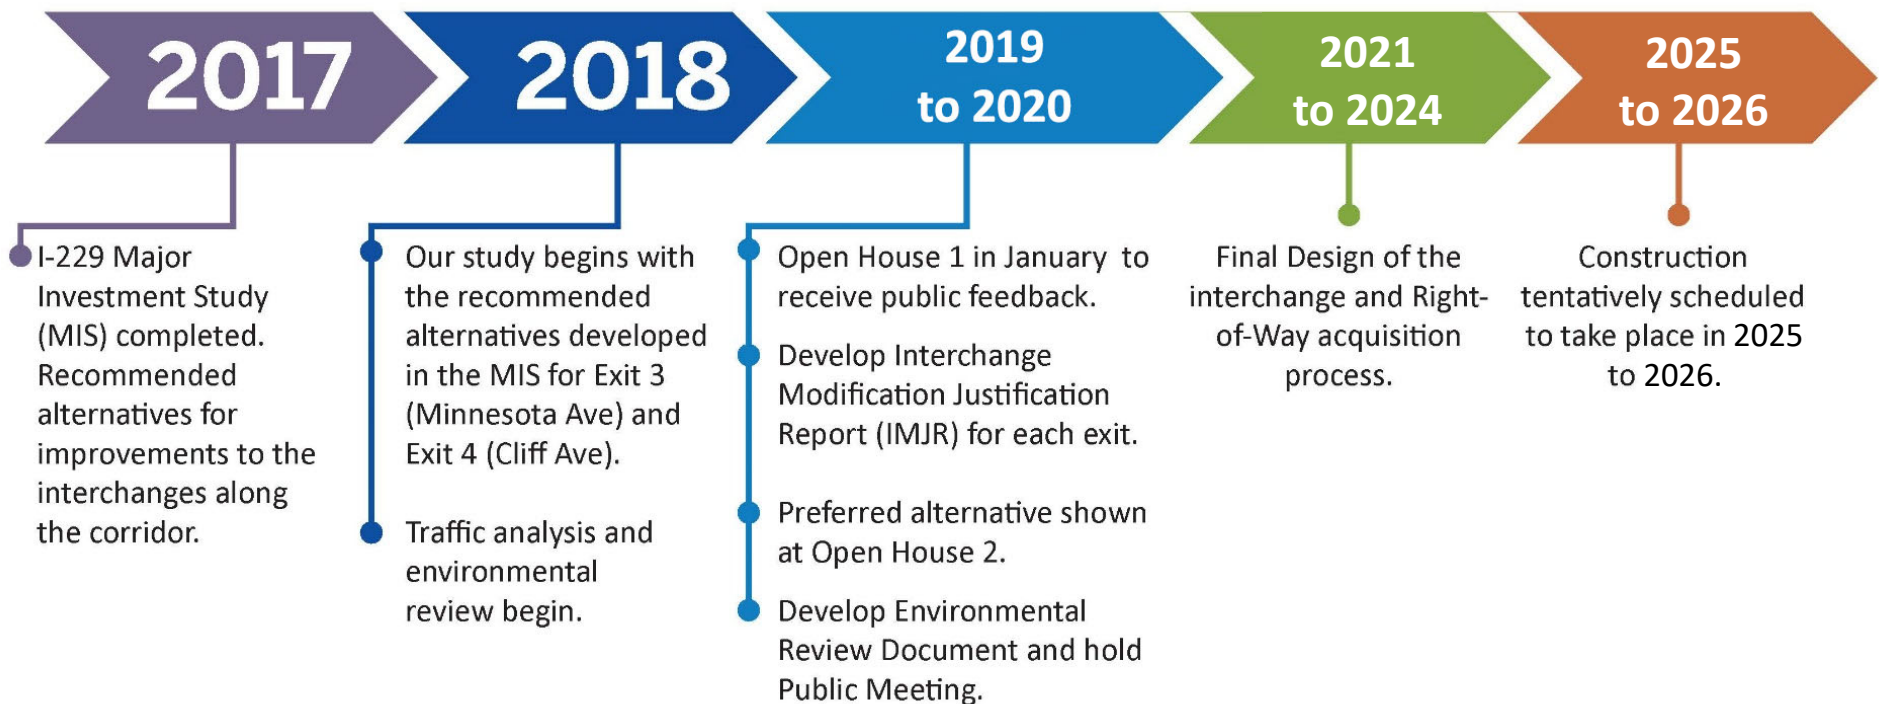 2017
I-229 Major
Investment Study
(MIS) completed.
Recommended
alternatives for
improvements to the
interchanges along
the corridor.
2018
Our study begins with
the recommended
alternatives developed
in the MIS for Exit 3
(Minnesota Ave) and
Exit 4 (Cliff Ave).
Traffic analysis and
environmental
review begin.
2019
to 2020
Open House 1 in January to
receive public feedback.
Develop Interchange
Modification Justification
Report (IMJR) for each exit.
Preferred alternative shown
at Open House 2.
Develop Environmental
Review Document and hold
Public Meeting.
2021
to 2024
Final Design of the
interchange and Right-
of-Way acquisition
process.
2025
to 2026
Construction
tentatively scheduled
to take place in 2025
to 2026.